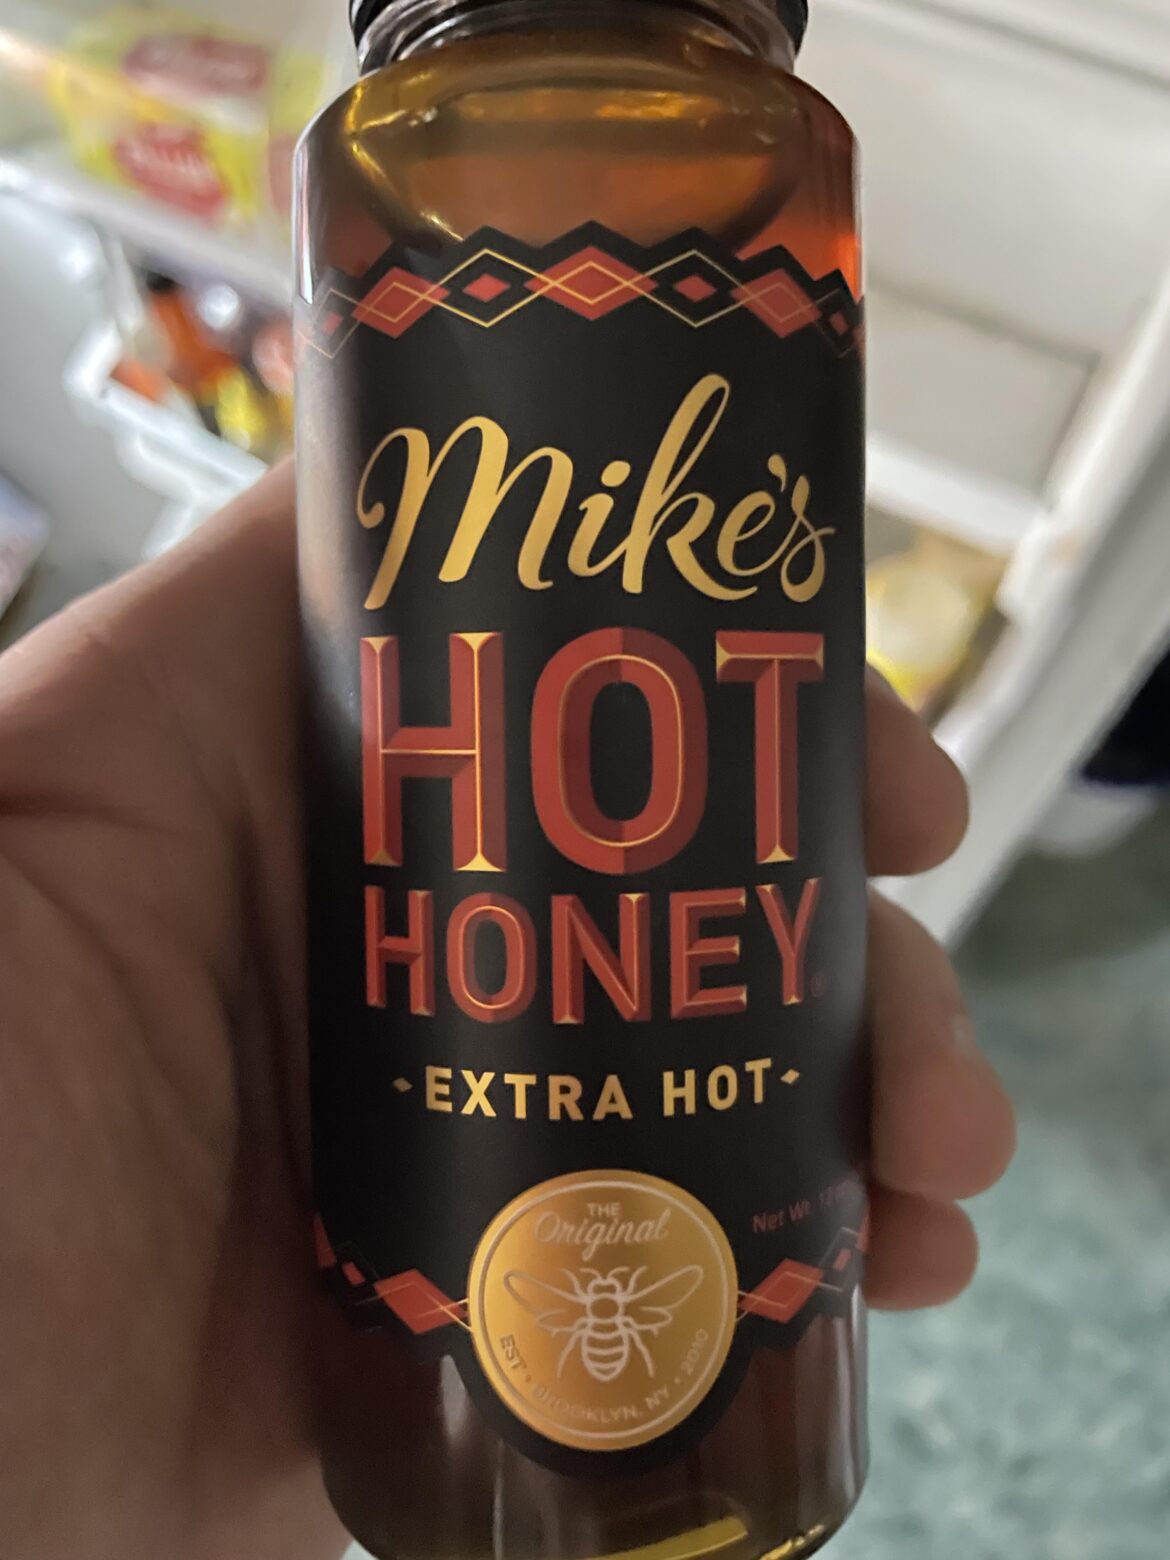 Mike's
HOT
HONEY®
EXTRA HOT
Net Wt.
THE
Original
EST • BROOKLYN, NY • 2010